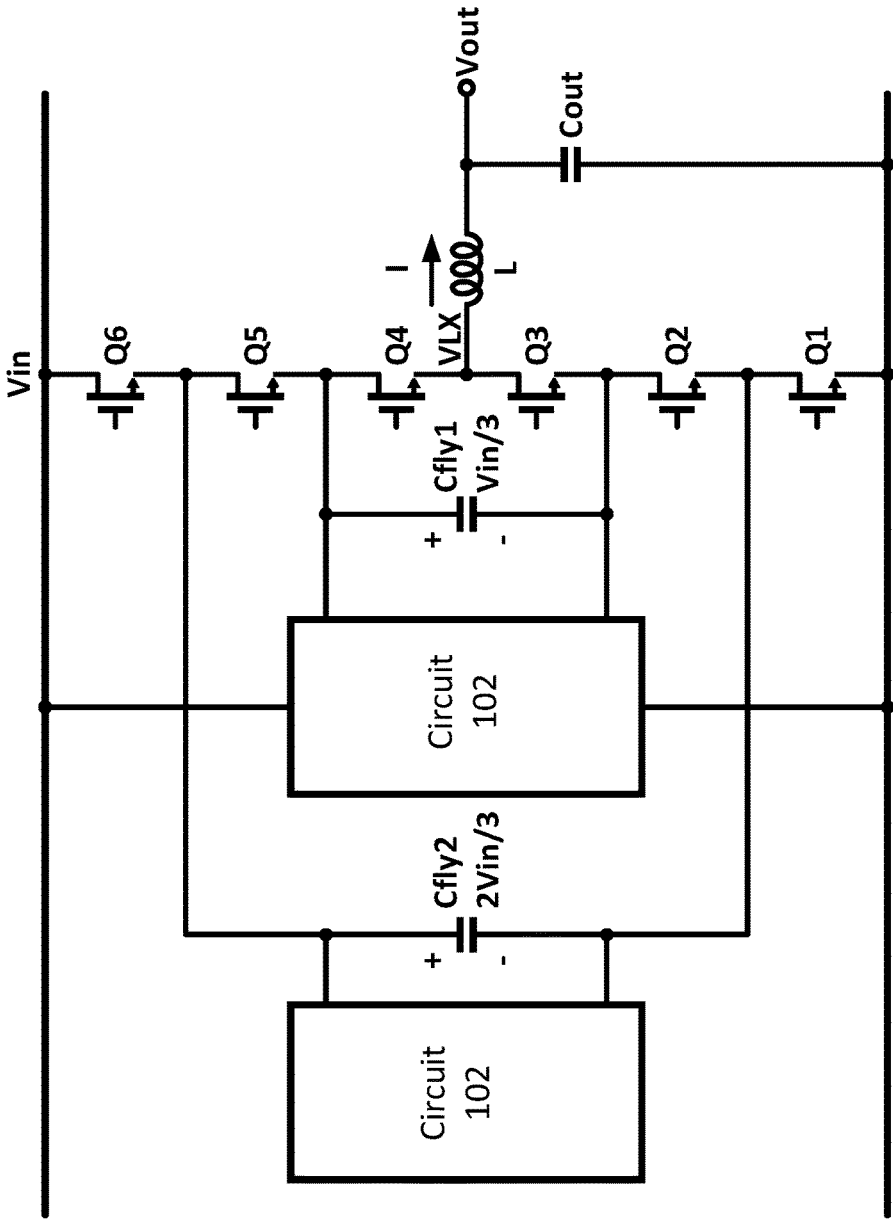 Vin
Q6
Q5
Q4
VLX
Q3
Q2
Q1
I
L
Vout
Cout
Cfly1
Vin/3
+
-
Circuit
102
Cfly2
2Vin/3
+
-
Circuit
102